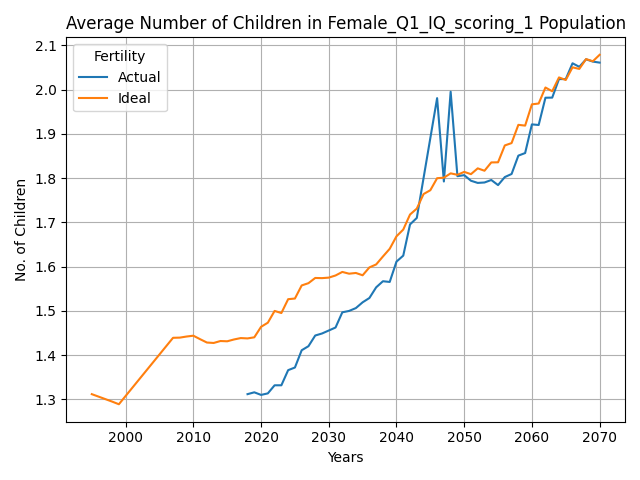 Average Number of Children in Female_Q1_IQ_scoring_1 Population
Fertility
Actual
Ideal
2.1
2.0
1.9
1.8
1.7
1.6
1.5
1.4
1.3
No. of Children
2000 2010 2020 2030 2040 2050 2060 2070
Years